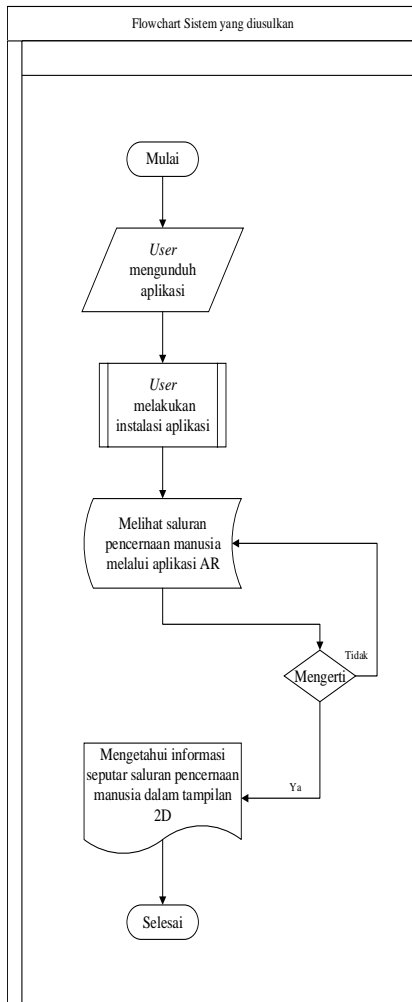 Flowchart Sistem yang diusulkan
Mulai
User
mengunduh
aplikasi
User
melakukan
instalasi aplikasi
Melihat saluran
pencernaan manusia
melalui aplikasi AR
Tidak
Mengerti
Ya
Mengetahui informasi
seputar saluran pencernaan
manusia dalam tampilan
2D
Selesai